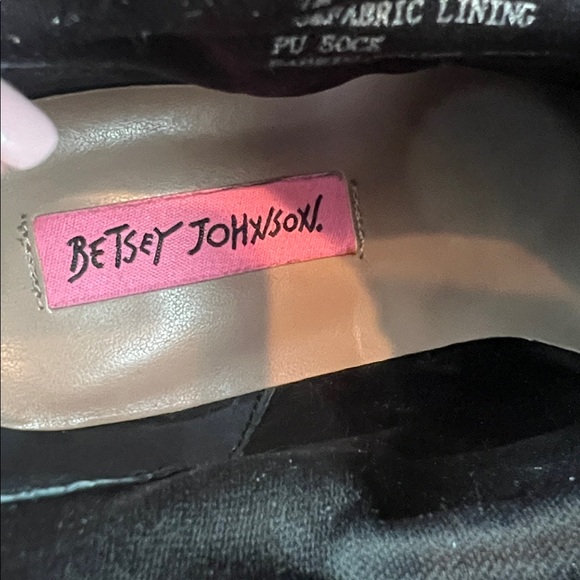 FABRIC LINING
PU SOCK
BETSEY JOHNSON.